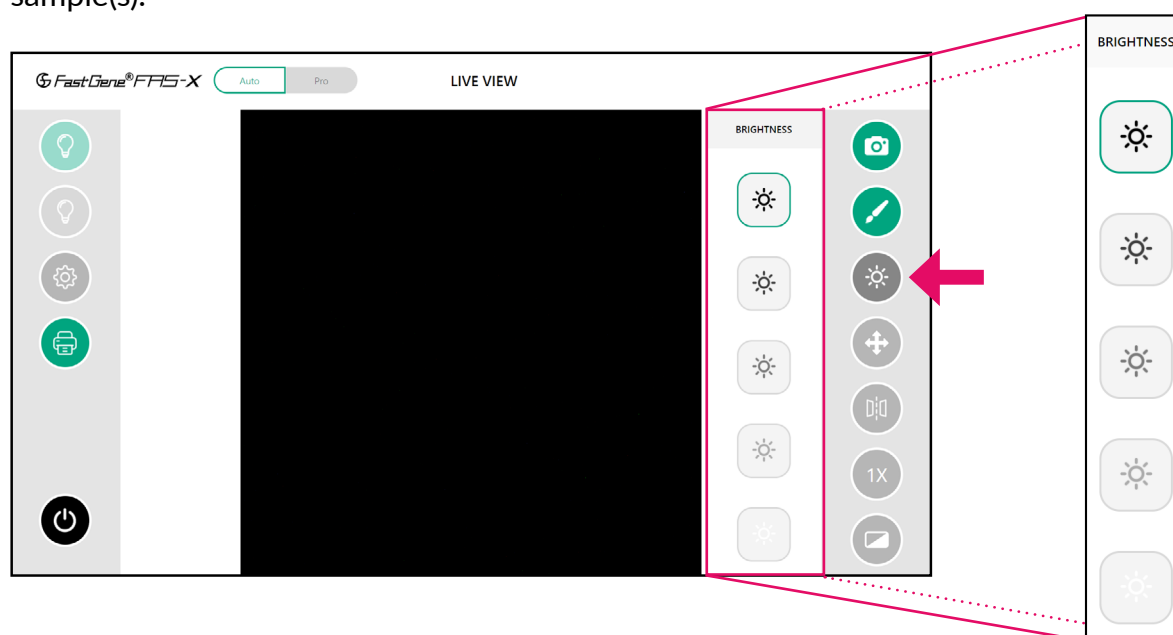 sample(s).
FastGene®FAS-X Auto Pro LIVE VIEW
BRIGHTNESS
1X
BRIGHTNESS